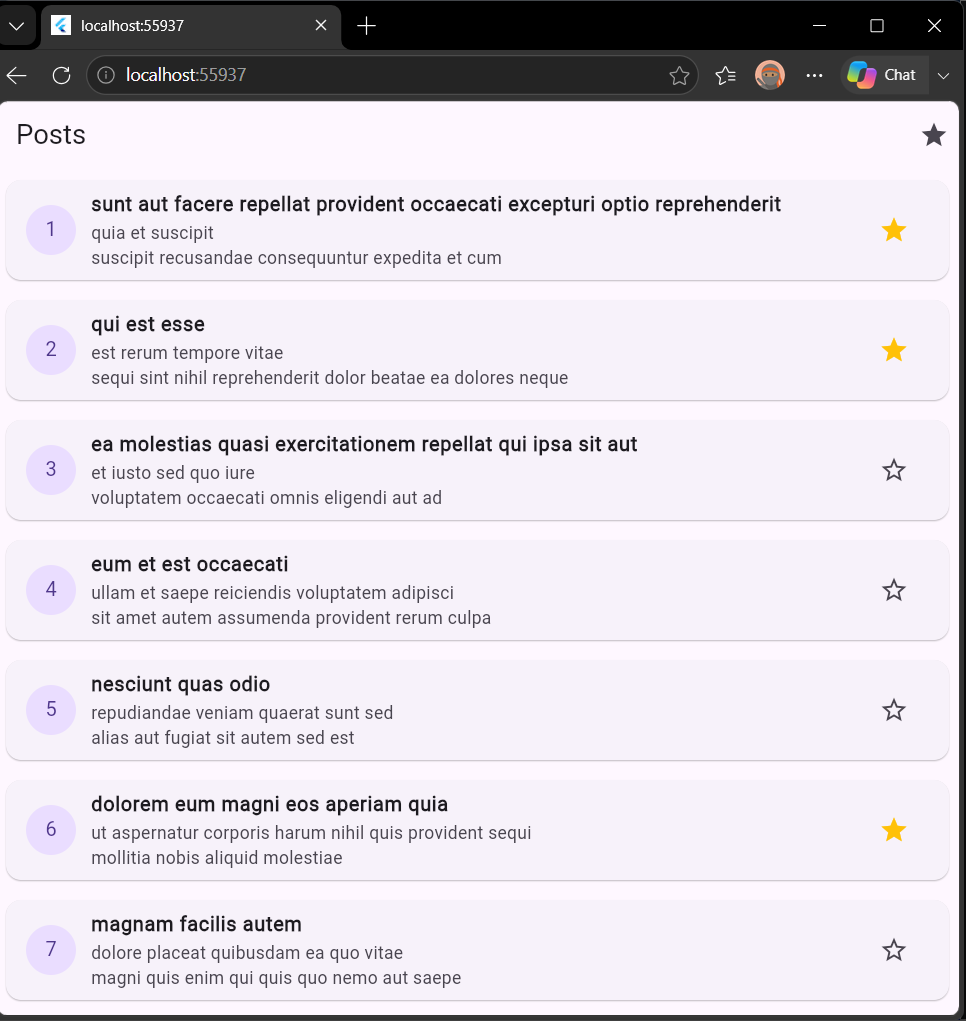 localhost:55937
localhost:55937
Chat
Posts
1
sunt aut facere repellat provident occaecati excepturi optio reprehenderit
quia et suscipit
suscipit recusandae consequuntur expedita et cum
2
qui est esse
est rerum tempore vitae
sequi sint nihil reprehenderit dolor beatae ea dolores neque
3
ea molestias quasi exercitationem repellat qui ipsa sit aut
et iusto sed quo iure
voluptatem occaecati omnis eligendi aut ad
4
eum et est occaecati
ullam et saepe reiciendis voluptatem adipisci
sit amet autem assumenda provident rerum culpa
5
nesciunt quas odio
repudiandae veniam quaerat sunt sed
alias aut fugiat sit autem sed est
6
dolorem eum magni eos aperiam quia
ut aspernatur corporis harum nihil quis provident sequi
mollitia nobis aliquid molestiae
7
magnam facilis autem
dolore placeat quibusdam ea quo vitae
magni quis enim qui quis quo nemo aut saepe